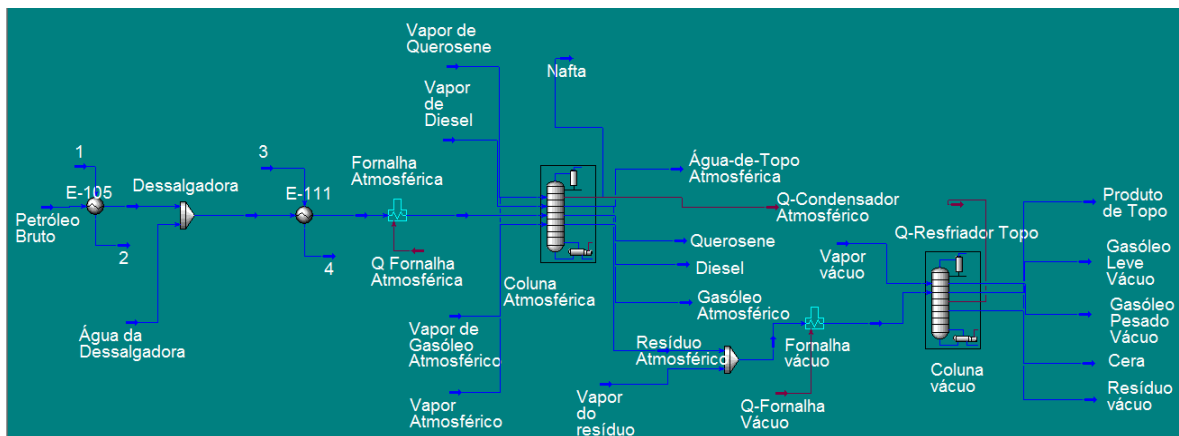 Vapor de
Querosene
Nafta
Vapor
de
Diesel
1
3
Fornalha
Atmosférica
Água-de-Topo
Atmosférica
E-105
Dessalgadora
E-111
Produto
de Topo
Petróleo
Bruto
Q-Condensador
Atmosférico
2
4
Q Fornalha
Atmosférica
Querosene
Q-Resfriador Topo
Vapor
vácuo
Gasóleo
Leve
Vácuo
Diesel
Coluna
Atmosférica
Gasóleo
Atmosférico
Gasóleo
Pesado
Vácuo
Água da
Dessalgadora
Vapor de
Gasóleo
Atmosférico
Resíduo
Atmosférico
Fornalha
vácuo
Coluna
vácuo
Cera
Vapor
Atmosférico
Vapor
do
resíduo
Q-Fornalha
Vácuo
Resíduo
vácuo